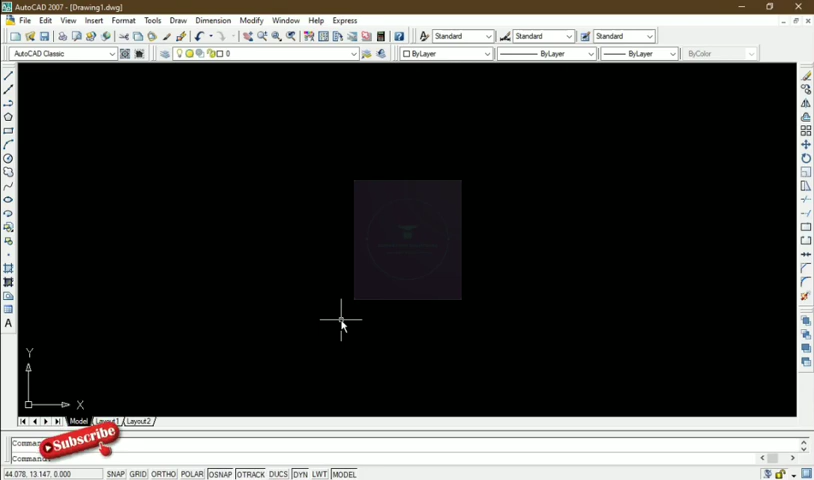 AutoCAD 2007 - [Drawing1.dwg]
File Edit View Insert Format Tools Draw Dimension Modify Window Help Express
Standard Standard Standard
AutoCAD Classic 0 ByLayer ByLayer ByLayer ByColor
Y
X
Model Layout1 Layout2
Subscribe
44.078, 13.147, 0.000 SNAP GRID ORTHO POLAR OSNAP OTRACK DUCS DYN LWT MODEL